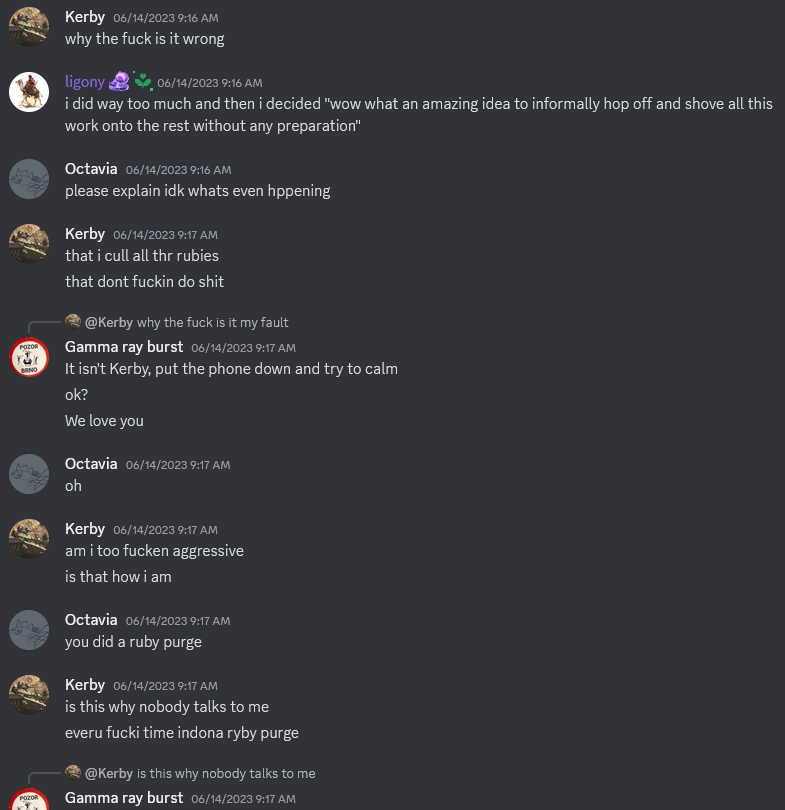 Kerby 06/14/2023 9:16 AM
why the fuck is it wrong
ligony 06/14/2023 9:16 AM
i did way too much and then i decided "wow what an amazing idea to informally hop off and shove all this
work onto the rest without any preparation"
Octavia 06/14/2023 9:16 AM
please explain idk whats even hppening
Kerby 06/14/2023 9:17 AM
that i cull all thr rubies
that dont fuckin do shit
@Kerby why the fuck is it my fault
POZOR
BRNO
Gamma ray burst 06/14/2023 9:17 AM
It isn't Kerby, put the phone down and try to calm
ok?
We love you
Octavia 06/14/2023 9:17 AM
oh
Kerby 06/14/2023 9:17 AM
am i too fucken aggressive
is that how i am
Octavia 06/14/2023 9:17 AM
you did a ruby purge
Kerby 06/14/2023 9:17 AM
is this why nobody talks to me
everu fucki time indona ryby purge
@Kerby is this why nobody talks to me
POZOR
Gamma ray burst 06/14/2023 9:17 AM